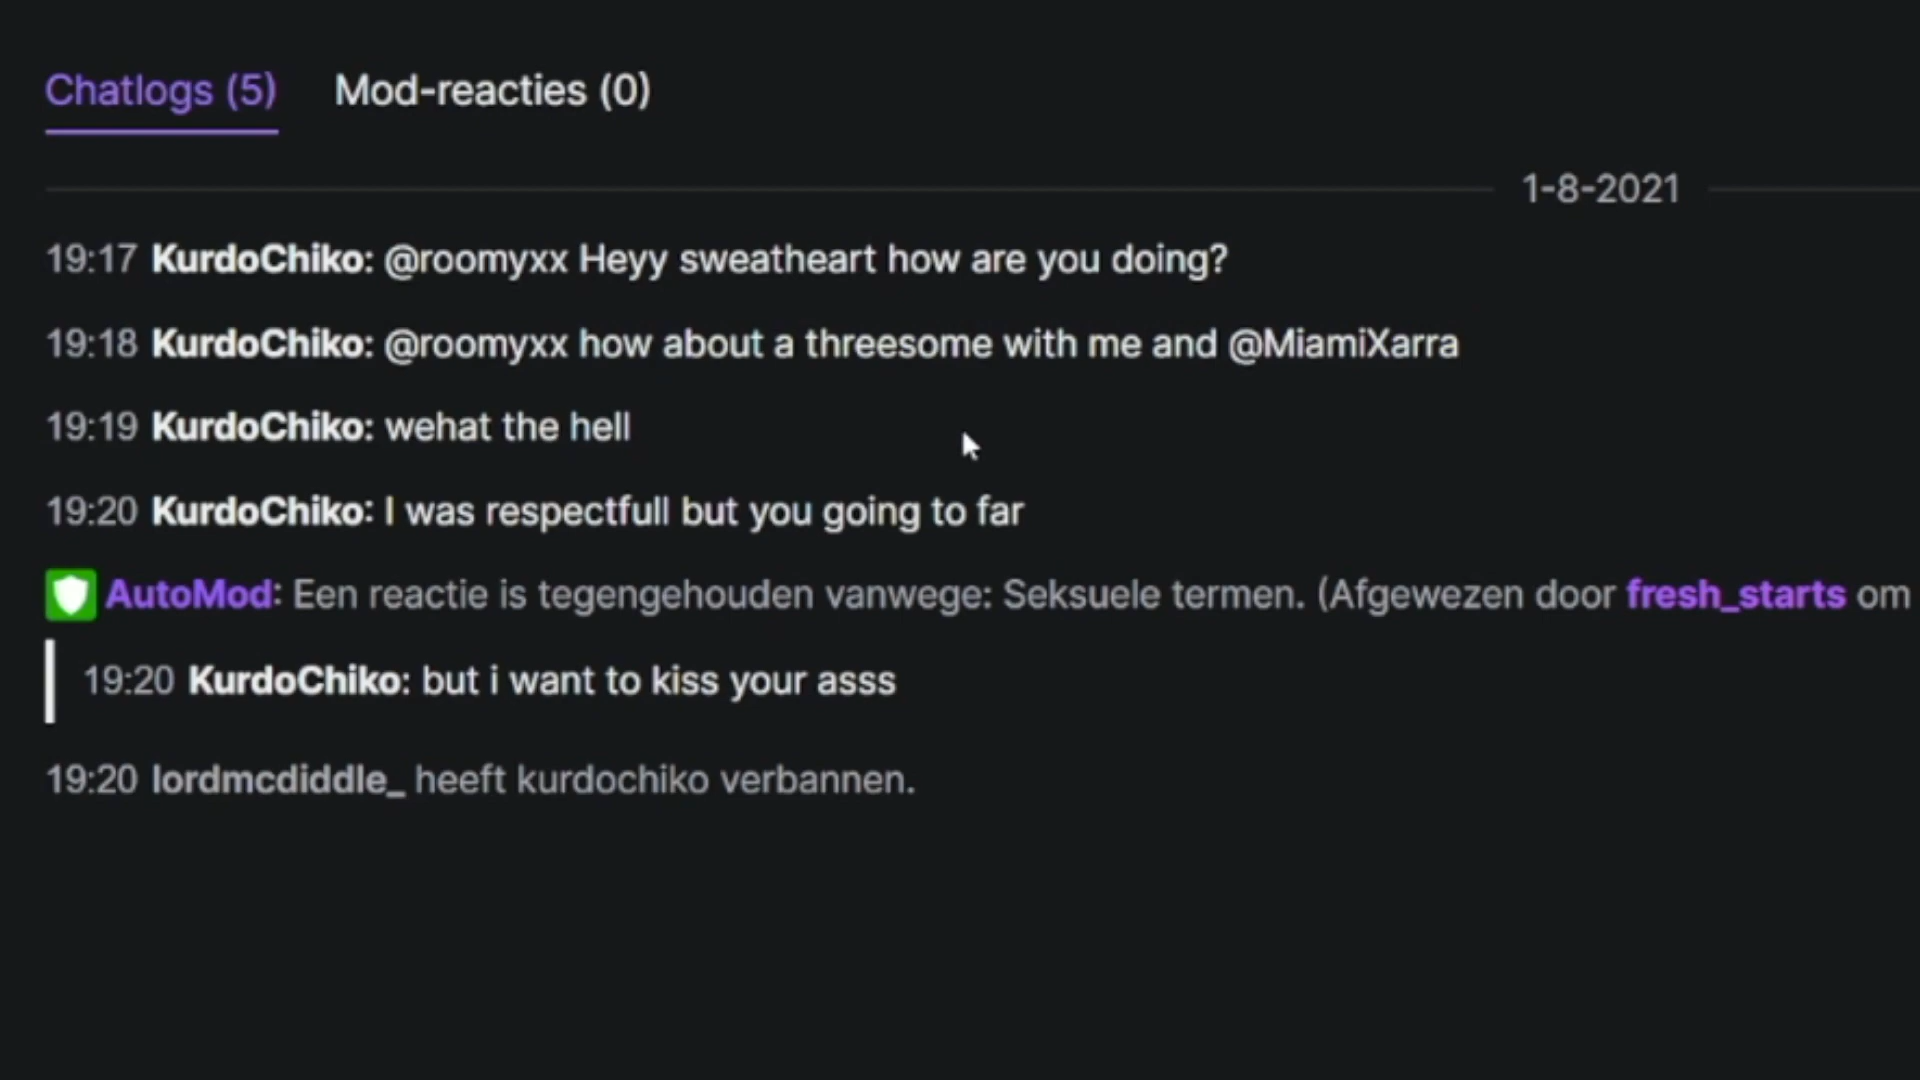 Chatlogs (5) Mod-reacties (0)
1-8-2021
19:17 KurdoChiko: @roomyxx Heyy sweatheart how are you doing?
19:18 KurdoChiko: @roomyxx how about a threesome with me and @MiamiXarra
19:19 KurdoChiko: wehat the hell
19:20 KurdoChiko: I was respectfull but you going to far
AutoMod: Een reactie is tegengehouden vanwege: Seksuele termen. (Afgewezen door fresh_starts om
19:20 KurdoChiko: but i want to kiss your asss
19:20 lordmcdiddle_ heeft kurdochiko verbannen.